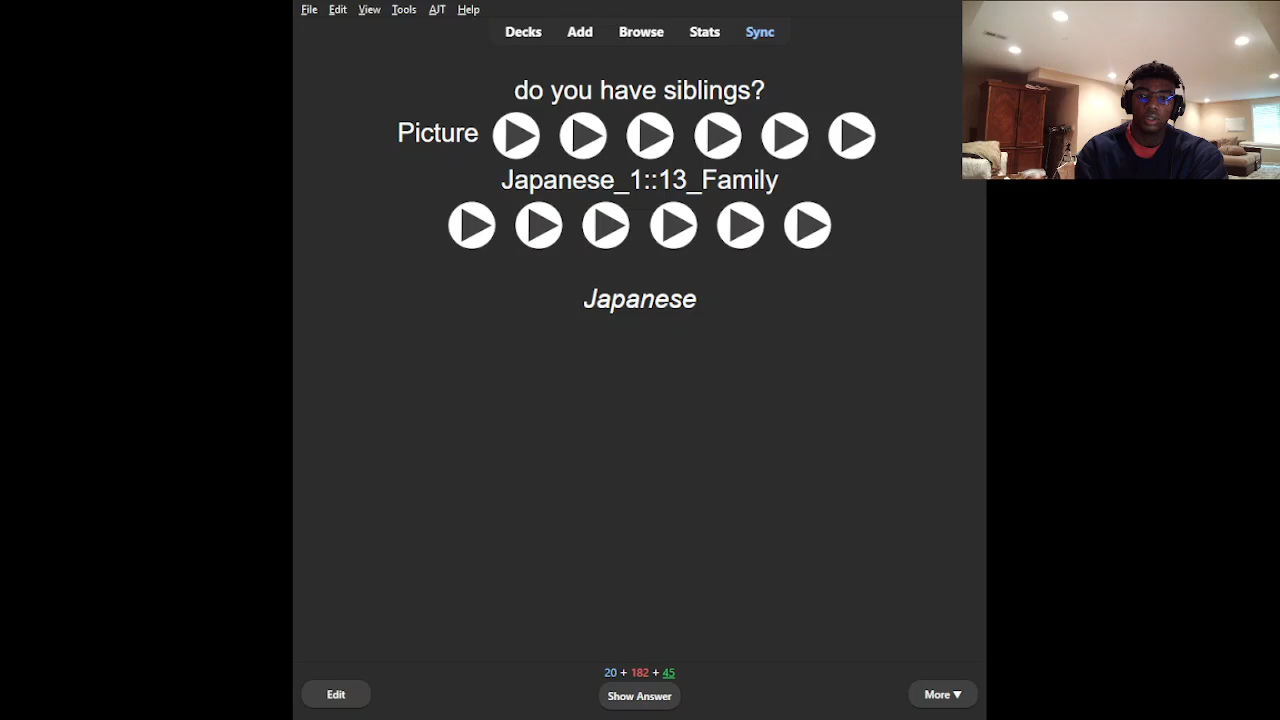 File Edit View Tools AJT Help
Decks Add Browse Stats Sync
do you have siblings?
Picture
Japanese_1::13_Family
Japanese
20 + 182 + 45
Edit Show Answer More ▼